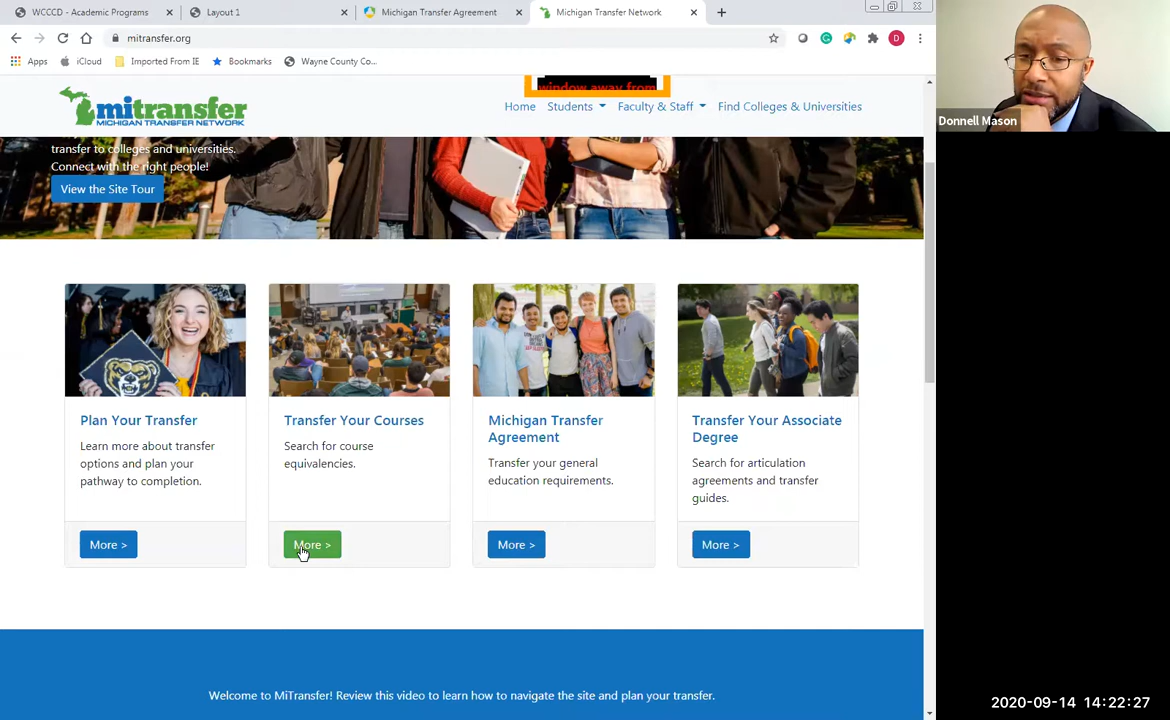 WCCCD - Academic Programs
Layout 1
Michigan Transfer Agreement
Michigan Transfer Network
mitransfer.org
Apps
iCloud
Imported From IE
Bookmarks
Wayne County Co...
D
window away from
mitransfer
MICHIGAN TRANSFER NETWORK
Home
Students
Faculty & Staff
Find Colleges & Universities
transfer to colleges and universities.
Connect with the right people!
View the Site Tour
Plan Your Transfer
Learn more about transfer
options and plan your
pathway to completion.
More >
Transfer Your Courses
Search for course
equivalencies.
More >
Michigan Transfer
Agreement
Transfer your general
education requirements.
More >
Transfer Your Associate
Degree
Search for articulation
agreements and transfer
guides.
More >
Welcome to MiTransfer! Review this video to learn how to navigate the site and plan your transfer.
Donnell Mason
2020-09-14 14:22:27